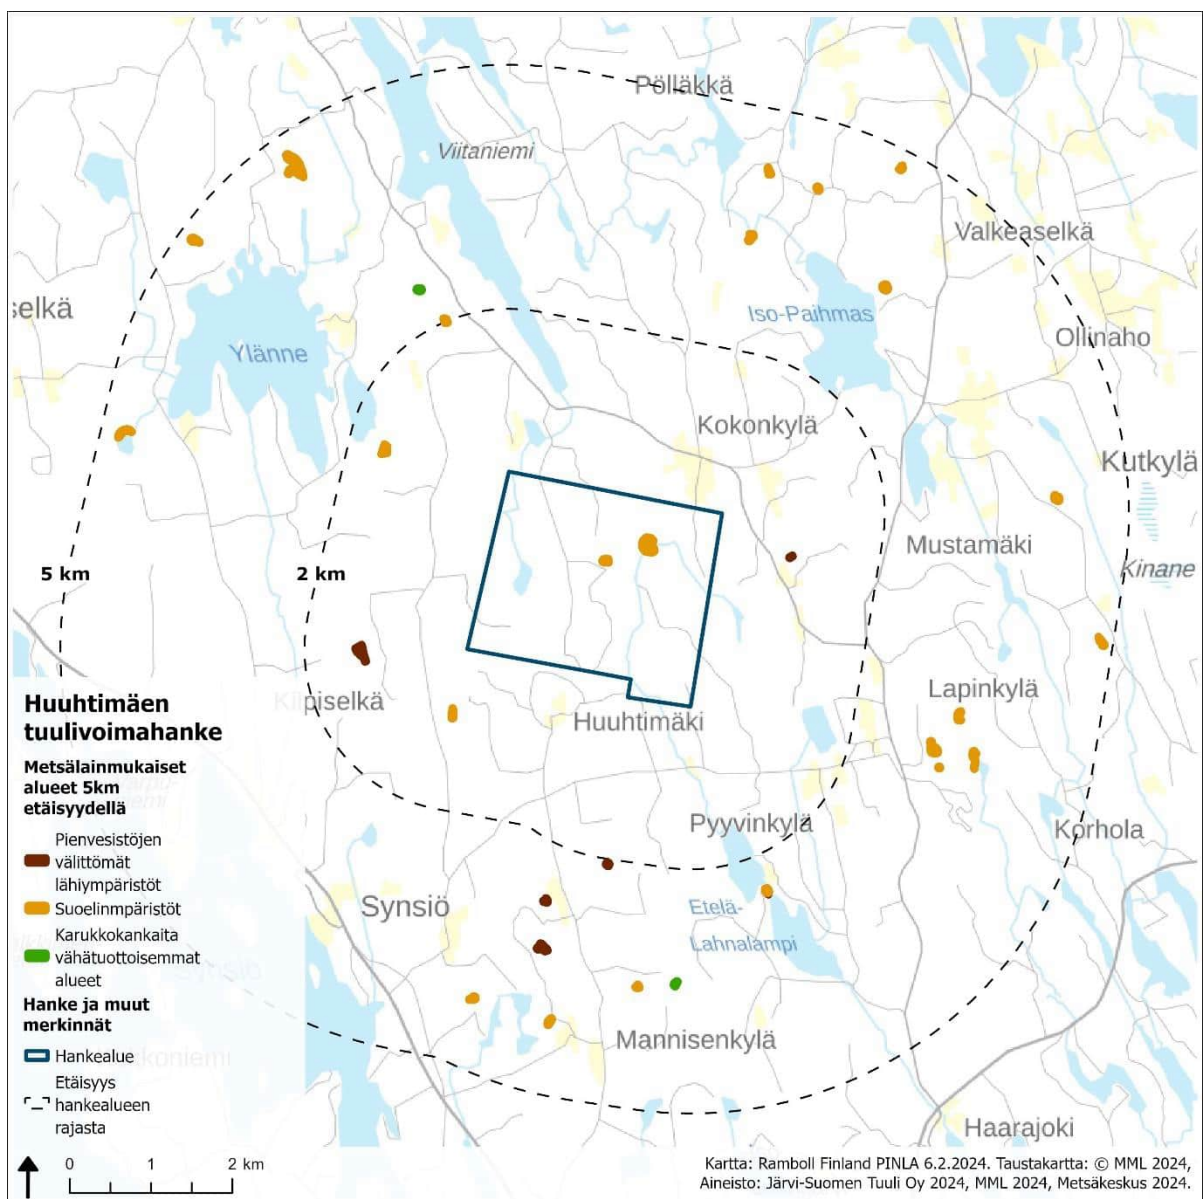 Pölläkkä
Viitaniemi
Valkeaselkä
selkä
Iso-Paihmas
Ollinaho
Ylänne
Kokonkylä
Kutkylä
Mustamäki
Kinane
5 km
2 km
Lapinkylä
Kilpiselkä
Huuhtimäki
Pyyvinkylä
Korhola
Synsiö
Etelä-
Lahnalampi
Mannisenkylä
Haarajoki
Huuhtimäen
tuulivoimahanke
Metsälainmukaiset
alueet 5km
etäisyydellä
Pienvesistöjen
välittömät
lähiympäristöt
Suoelinmpäristöt
Karukkokankaita
vähätuottoisemmat
alueet
Hanke ja muut
merkinnät
Hankealue
Etäisyys
hankealueen
rajasta
0 1 2 km
Kartta: Ramboll Finland PINLA 6.2.2024. Taustakartta: © MML 2024,
Aineisto: Järvi-Suomen Tuuli Oy 2024, MML 2024, Metsäkeskus 2024.